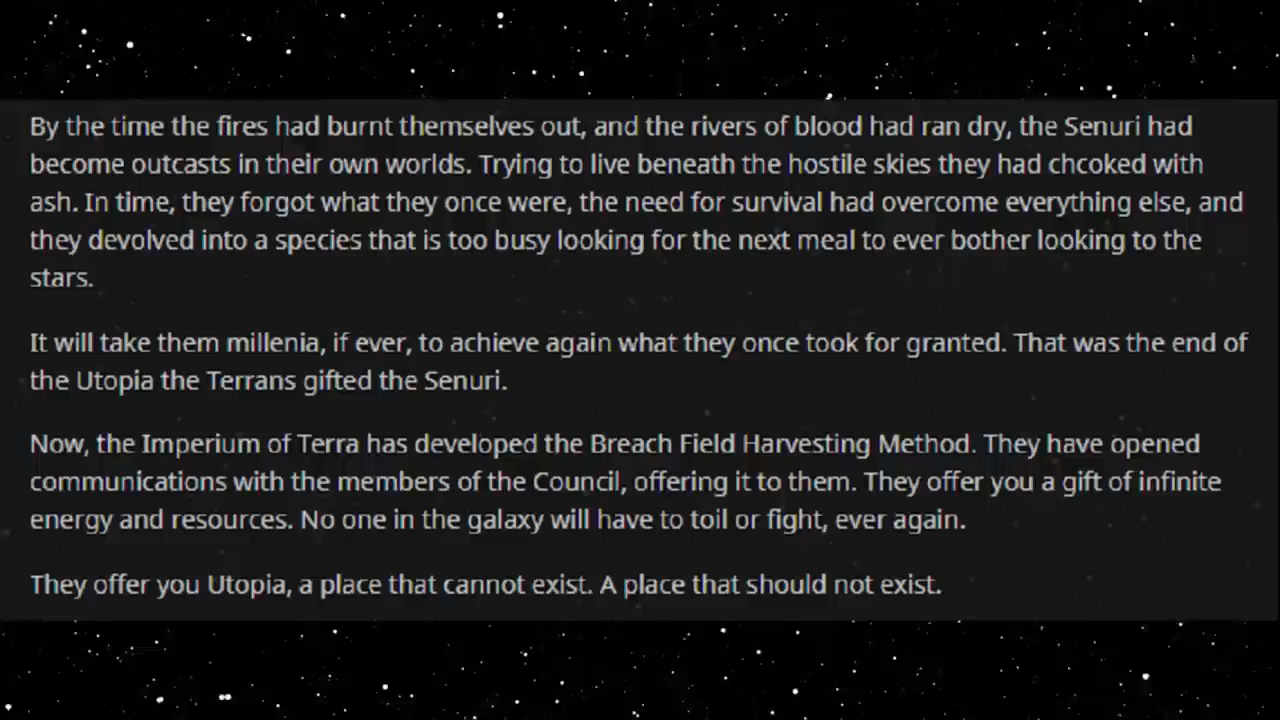 By the time the fires had burnt themselves out, and the rivers of blood had ran dry, the Senuri had
become outcasts in their own worlds. Trying to live beneath the hostile skies they had chcoked with
ash. In time, they forgot what they once were, the need for survival had overcome everything else, and
they devolved into a species that is too busy looking for the next meal to ever bother looking to the
stars.
It will take them millenia, if ever, to achieve again what they once took for granted. That was the end of
the Utopia the Terrans gifted the Senuri.
Now, the Imperium of Terra has developed the Breach Field Harvesting Method. They have opened
communications with the members of the Council, offering it to them. They offer you a gift of infinite
energy and resources. No one in the galaxy will have to toil or fight, ever again.
They offer you Utopia, a place that cannot exist. A place that should not exist.